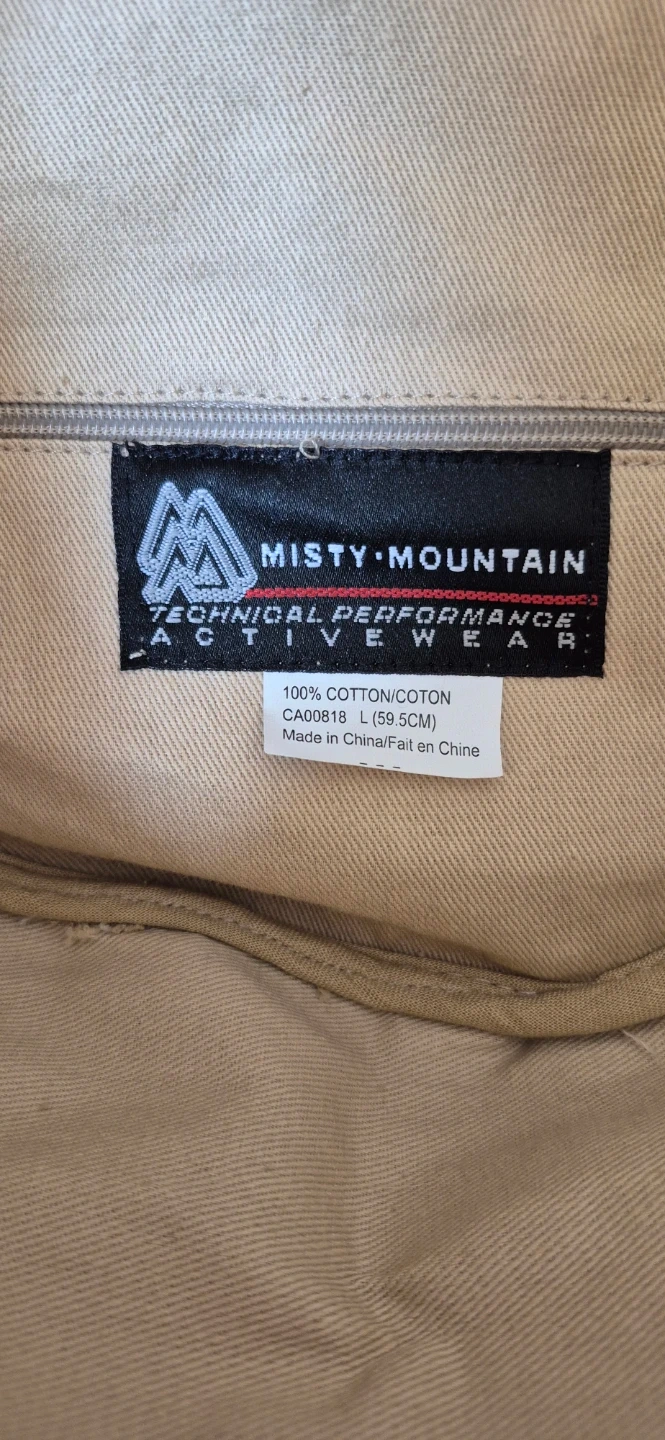 MISTY·MOUNTAIN
TECHNICAL PERFORMANCE
ACTIVEWEAR
100% COTTON/COTON
CA00818 L (59.5CM)
Made in China/Fait en Chine